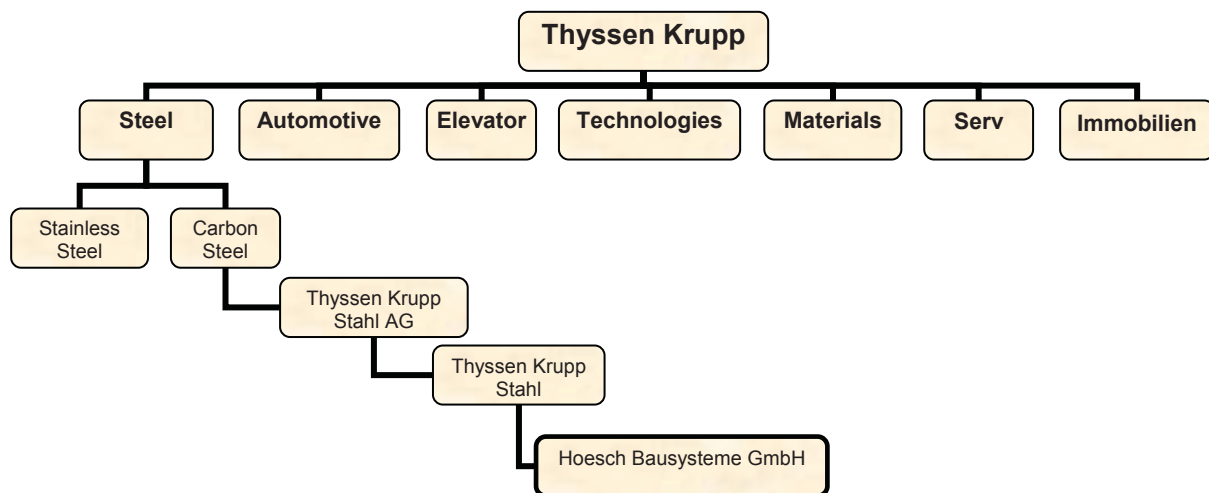 Thyssen Krupp
Steel
Automotive
Elevator
Technologies
Materials
Serv
Immobilien
Stainless
Steel
Carbon
Steel
Thyssen Krupp
Stahl AG
Thyssen Krupp
Stahl
Hoesch Bausysteme GmbH